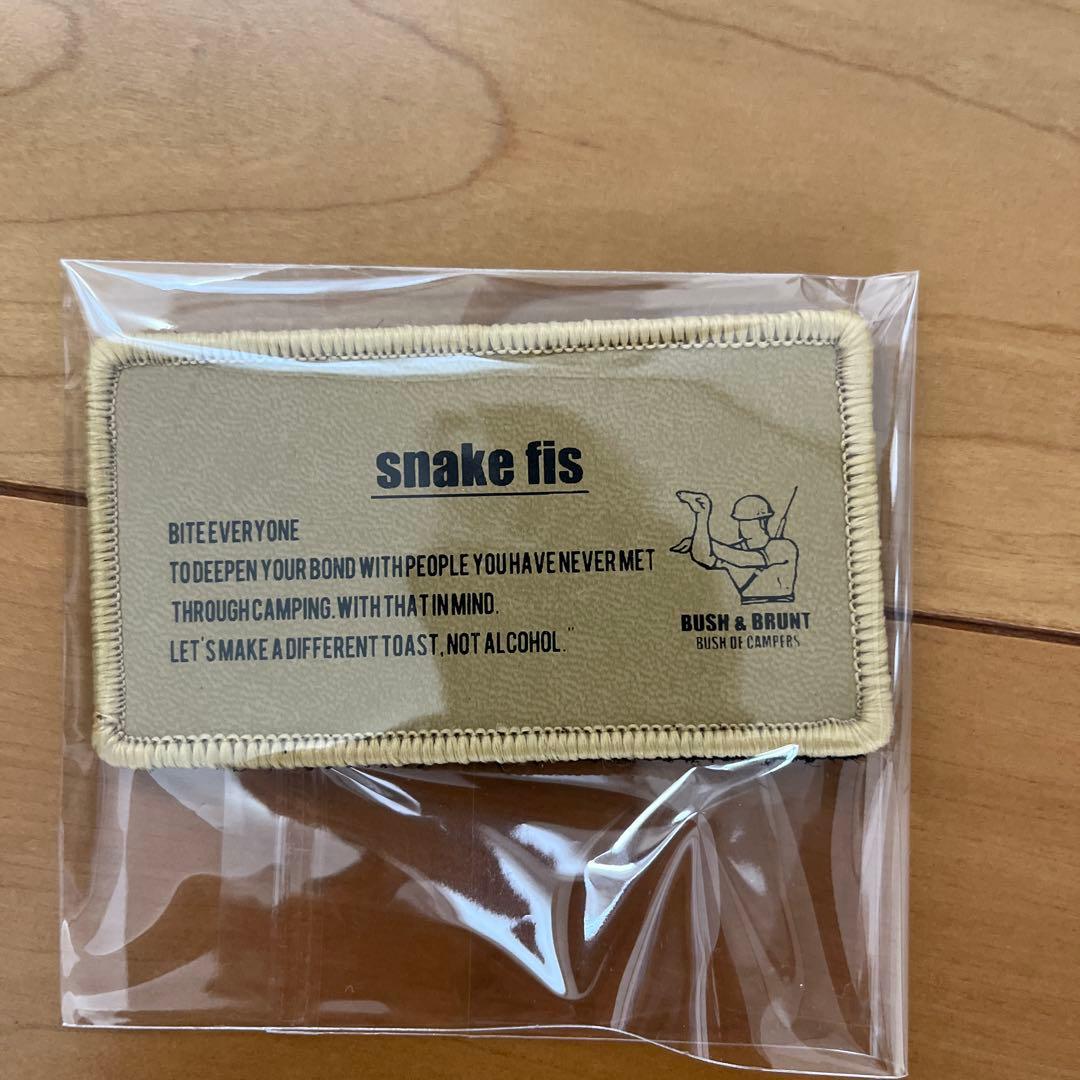 snake fis
BITE EVERYONE
TO DEEPEN YOUR BOND WITH PEOPLE YOU HAVE NEVER MET
THROUGH CAMPING. WITH THAT IN MIND.
LET'S MAKE A DIFFERENT TOAST, NOT ALCOHOL."
BUSH & BRUNT
BUSH OF CAMPERS